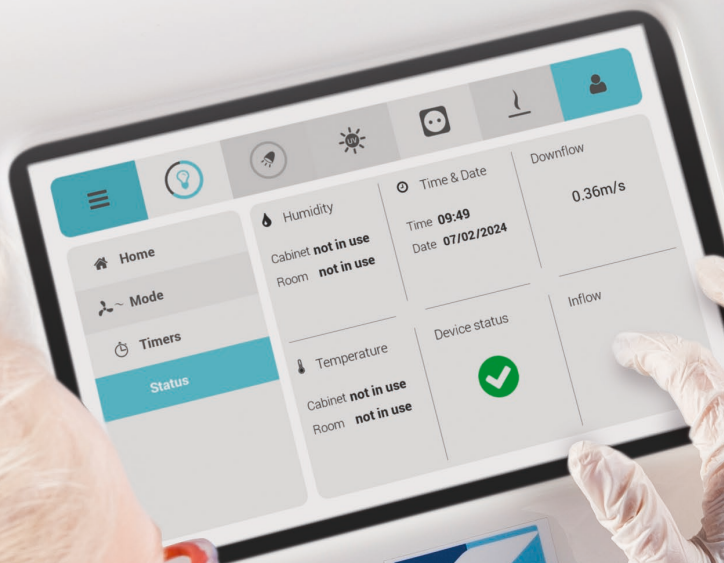 UV
Home
Mode
Timers
Status
Humidity
Cabinet not in use
Room not in use
Time & Date
Time 09:49
Date 07/02/2024
Downflow
0.36m/s
Temperature
Cabinet not in use
Room not in use
Device status
Inflow